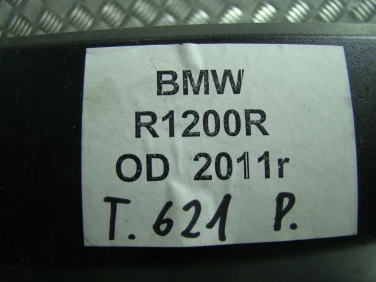 BMW
R1200R
OD 2011r
T. 621 P.